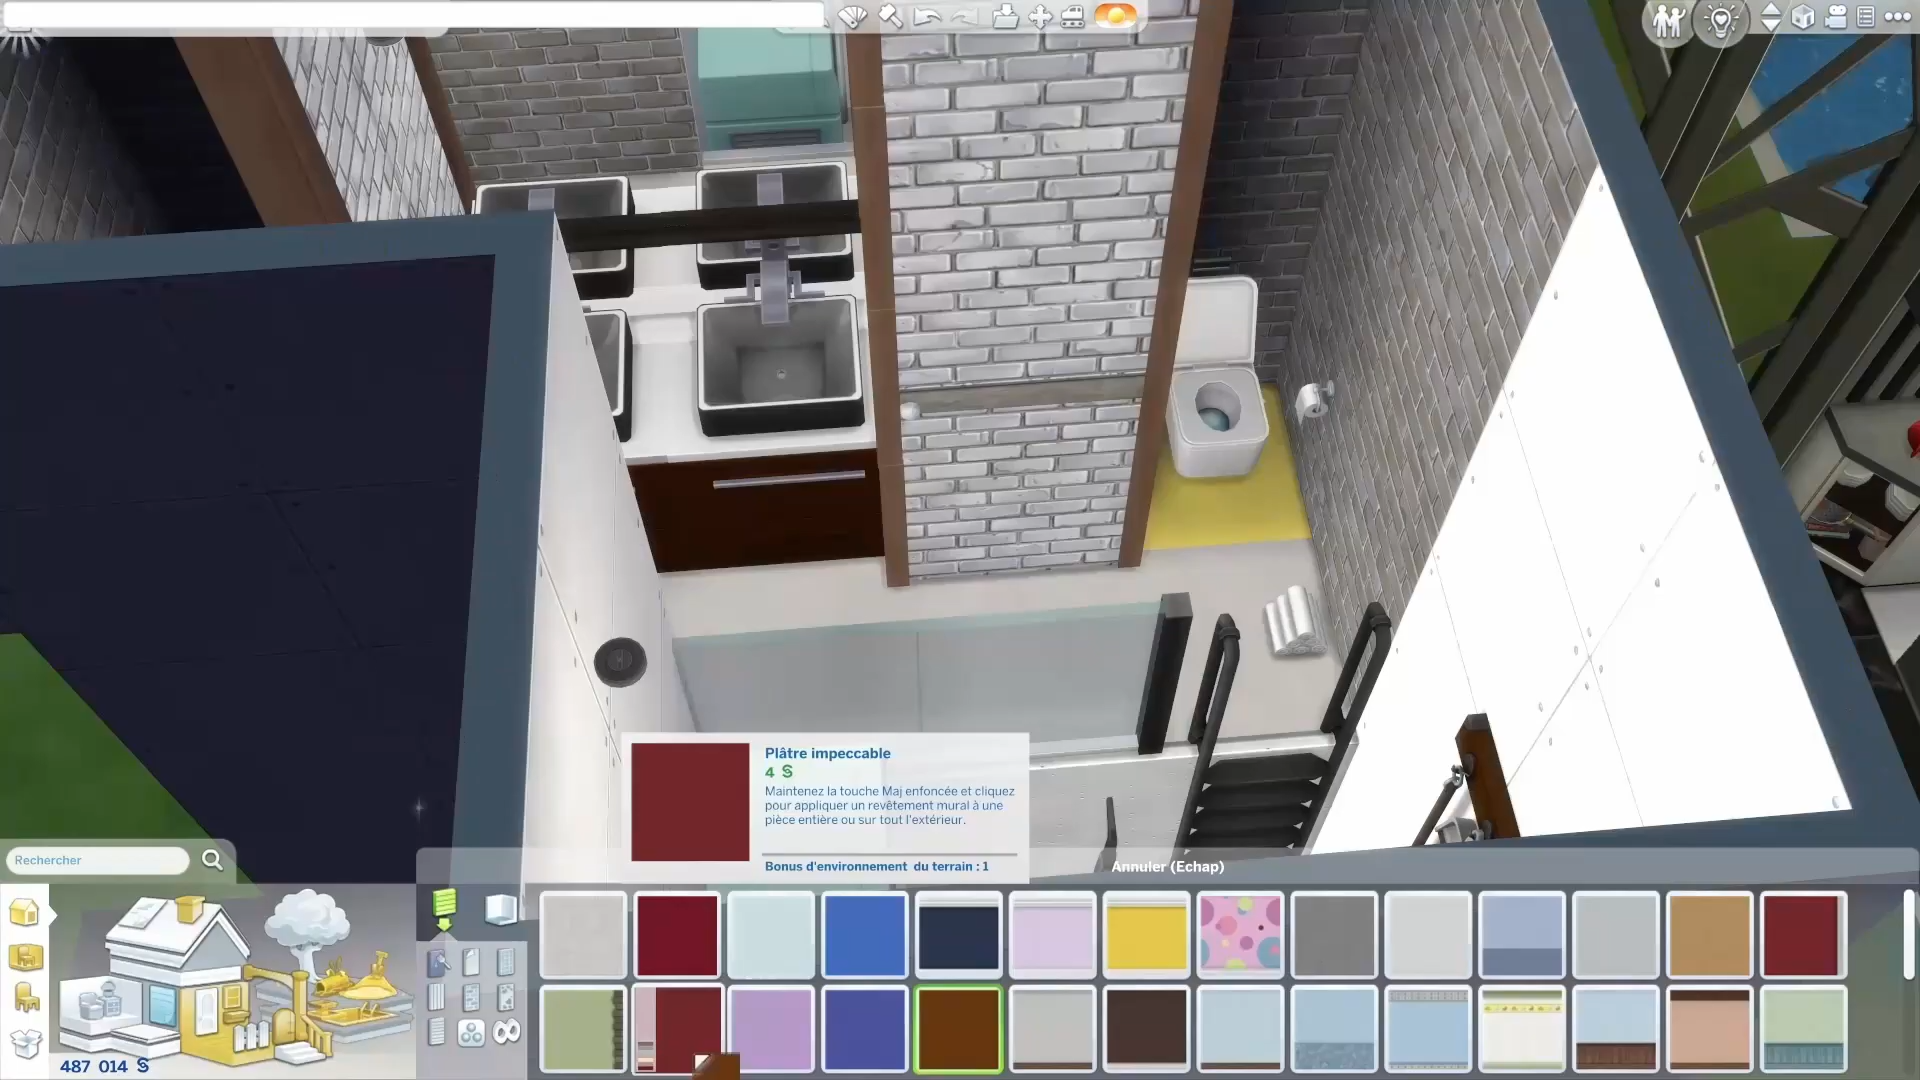 Plâtre impeccable
4 §
Maintenez la touche Maj enfoncée et cliquez
pour appliquer un revêtement mural à une
pièce entière ou sur tout l'extérieur.
Bonus d'environnement du terrain : 1
Annuler (Echap)
Rechercher
487 014 §